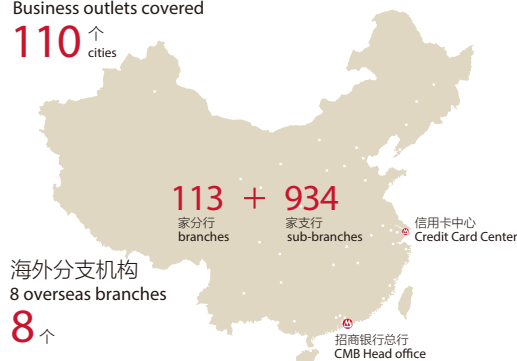 Business outlets covered
110 个
cities
113 + 934
家分行 家支行
branches sub-branches
信用卡中心
Credit Card Center
海外分支机构
8 overseas branches
8 个
招商银行总行
CMB Head office